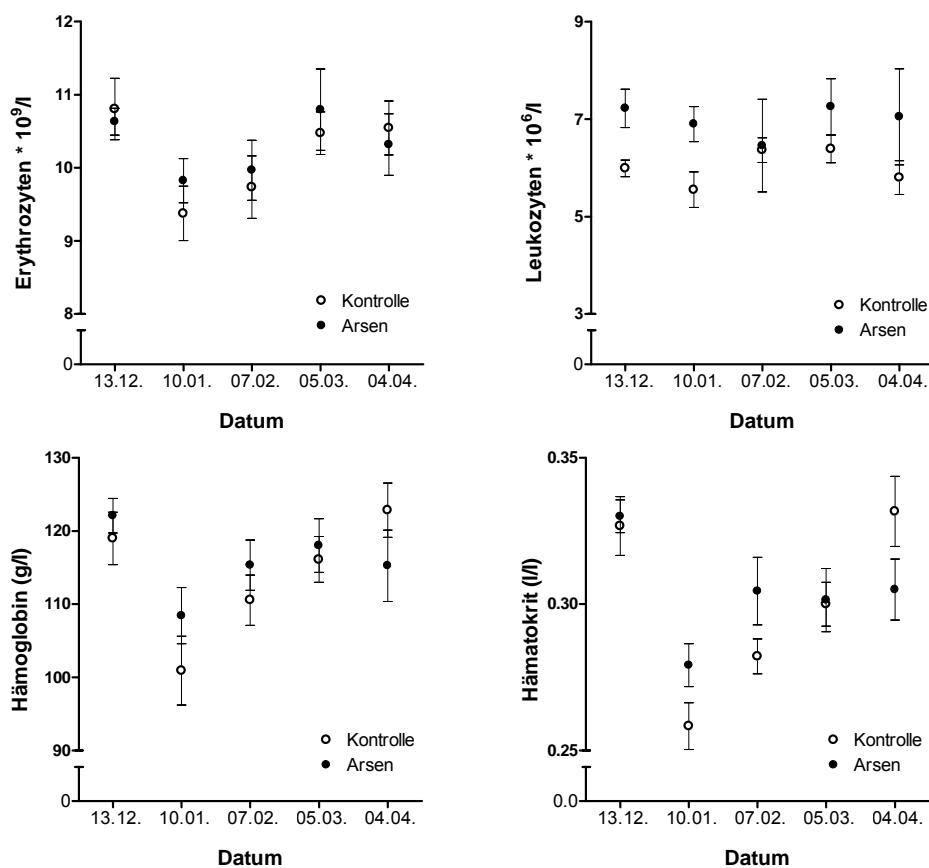 Erythrozyten * 10⁹/l
12
11
10
9
8
0
Kontrolle
Arsen
13.12. 10.01. 07.02. 05.03. 04.04.
Datum
Leukozyten * 10⁶/l
9
7
5
3
0
Kontrolle
Arsen
13.12. 10.01. 07.02. 05.03. 04.04.
Datum
Hämoglobin (g/l)
130
120
110
100
90
0
Kontrolle
Arsen
13.12. 10.01. 07.02. 05.03. 04.04.
Datum
Hämatokrit (l/l)
0.35
0.30
0.25
0.0
Kontrolle
Arsen
13.12. 10.01. 07.02. 05.03. 04.04.
Datum